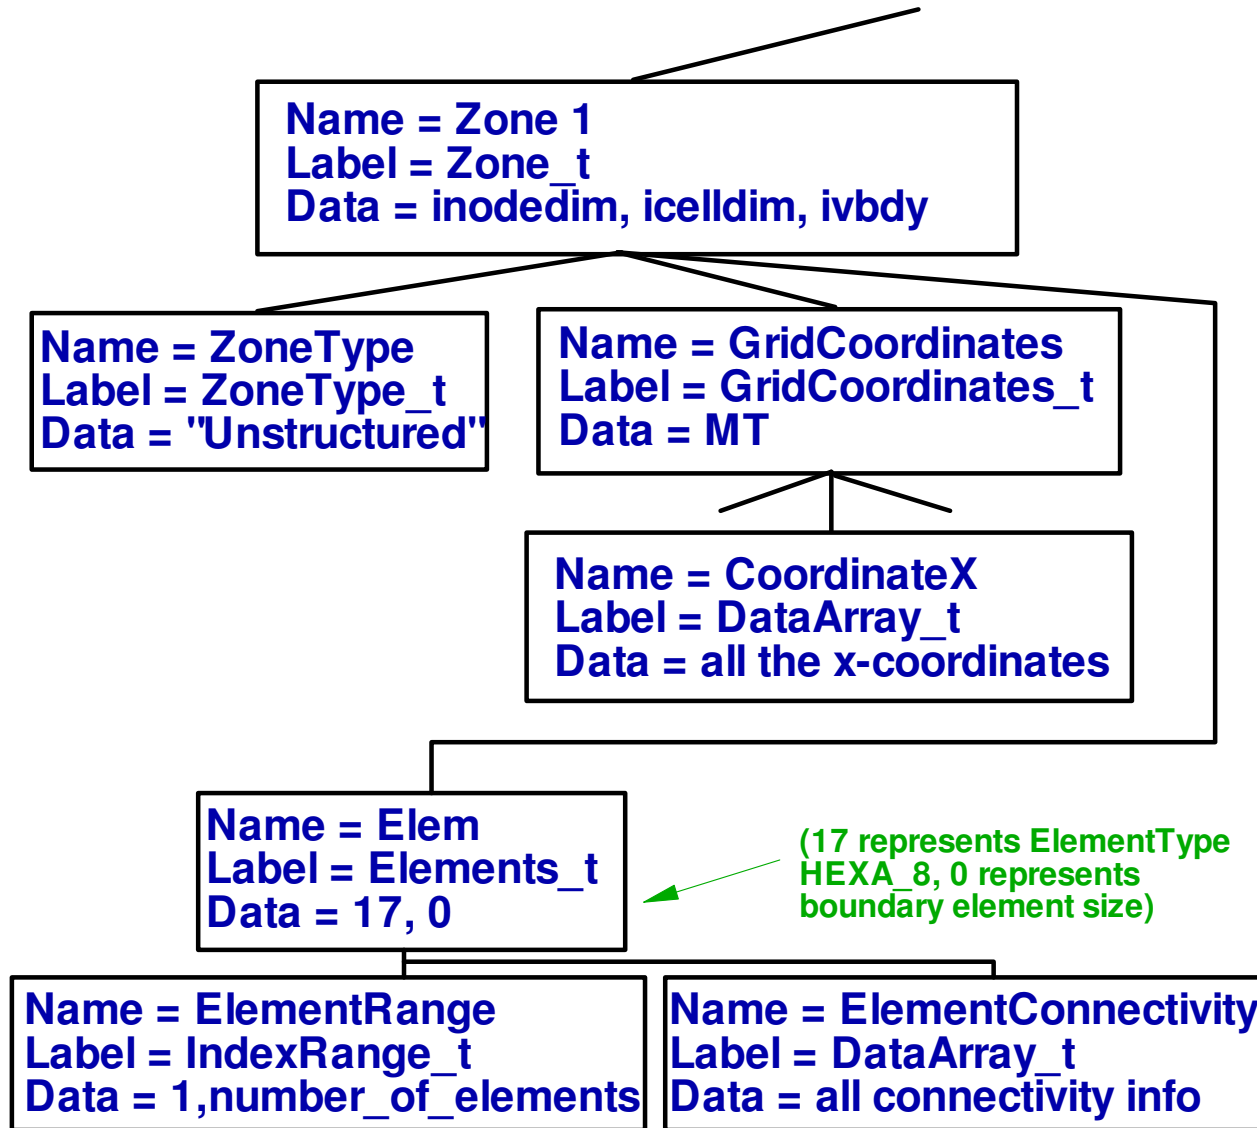 Name = Zone 1
Label = Zone_t
Data = inodedim, icelldim, ivbdy
Name = ZoneType
Label = ZoneType_t
Data = "Unstructured"
Name = GridCoordinates
Label = GridCoordinates_t
Data = MT
Name = CoordinateX
Label = DataArray_t
Data = all the x-coordinates
Name = Elem
Label = Elements_t
Data = 17, 0
(17 represents ElementType
HEXA_8, 0 represents
boundary element size)
Name = ElementRange
Label = IndexRange_t
Data = 1,number_of_elements
Name = ElementConnectivity
Label = DataArray_t
Data = all connectivity info